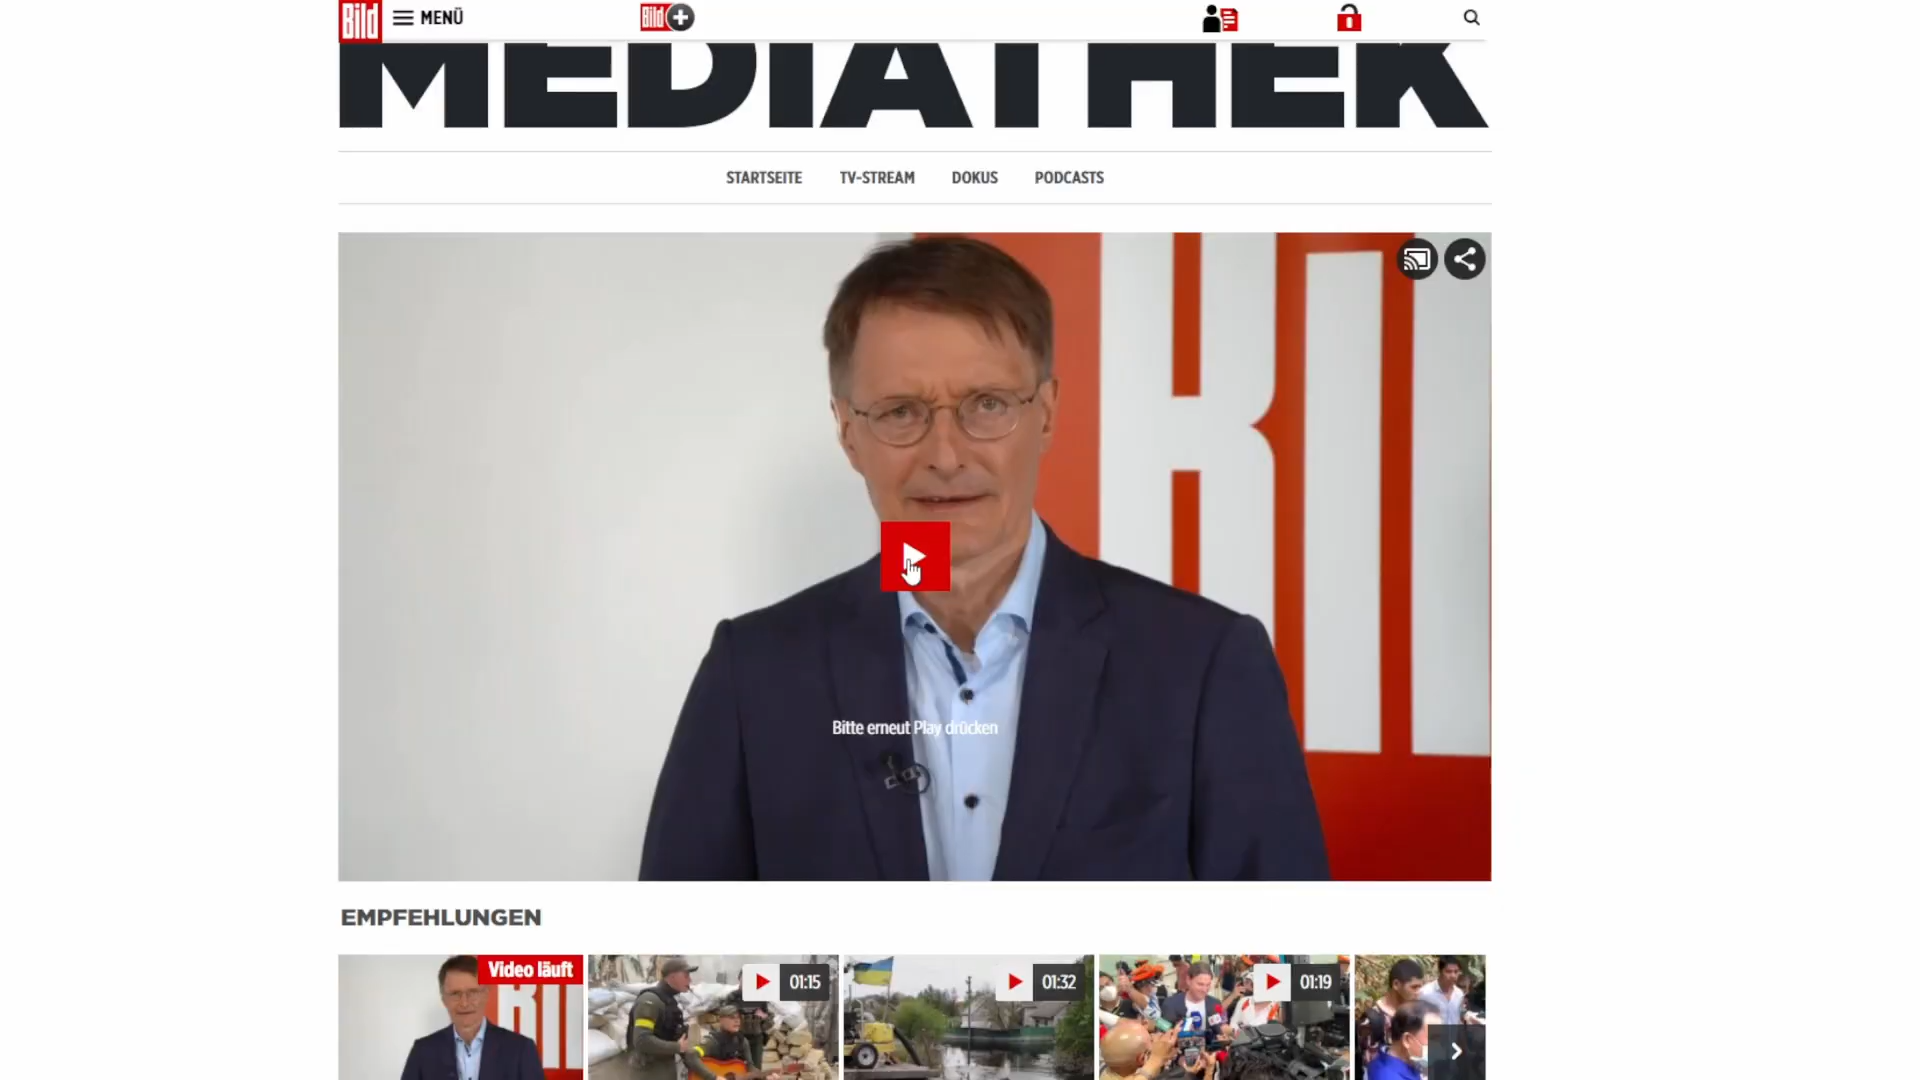 Bild
MENÜ
Bild
MEDIATHEK
STARTSEITE
TV-STREAM
DOKUS
PODCASTS
Bitte erneut Play drücken
EMPFEHLUNGEN
Video läuft
01:15
01:32
01:19